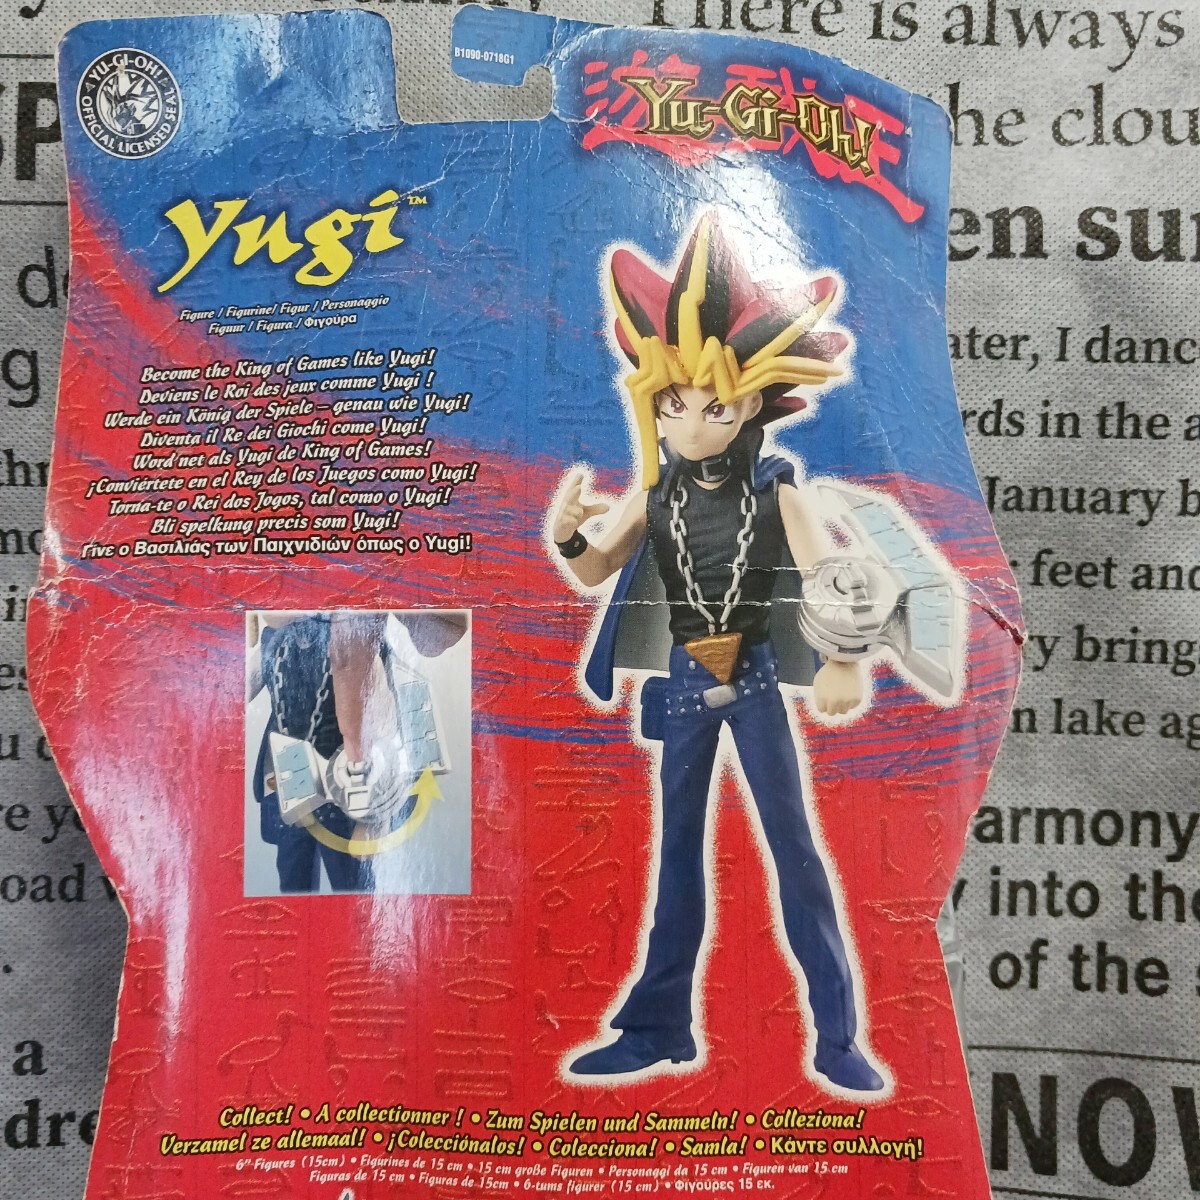 B1090-0718G1
YU-GI-OH!
OFFICIAL LICENSED SEAL
遊戯王
Yu-Gi-Oh!
Yugi™
Figure / Figurine/ Figur / Personaggio
Figuur / Figura / Φιγούρα
Become the King of Games like Yugi!
Deviens le Roi des jeux comme Yugi !
Werde ein König der Spiele – genau wie Yugi!
Diventa il Re dei Giochi come Yugi!
Word net als Yugi de King of Games!
¡Conviértete en el Rey de los Juegos como Yugi!
Torna-te o Rei dos Jogos, tal como o Yugi!
Bli spelkung precis som Yugi!
Γίνε ο Βασιλιάς των Παιχνιδιών όπως ο Yugi!
Collect! • A collectionner ! • Zum Spielen und Sammeln! • Colleziona!
Verzamel ze allemaal! • ¡Colecciónalos! • Colecciona! • Samla! • Κάντε συλλογή!
6" Figures (15cm) • Figurines de 15 cm • 15 cm große Figuren • Personaggi da 15 cm • Figuren van 15 cm
Figuras de 15 cm • Figuras de 15cm • 6-tums figurer (15 cm) • Φιγούρες 15 εκ.
There is always
the clou
en su
ater, I danc
rds in the a
January b
feet and
y bring
n lake ag
armony
into the
of the
NOW
oad
a
dre